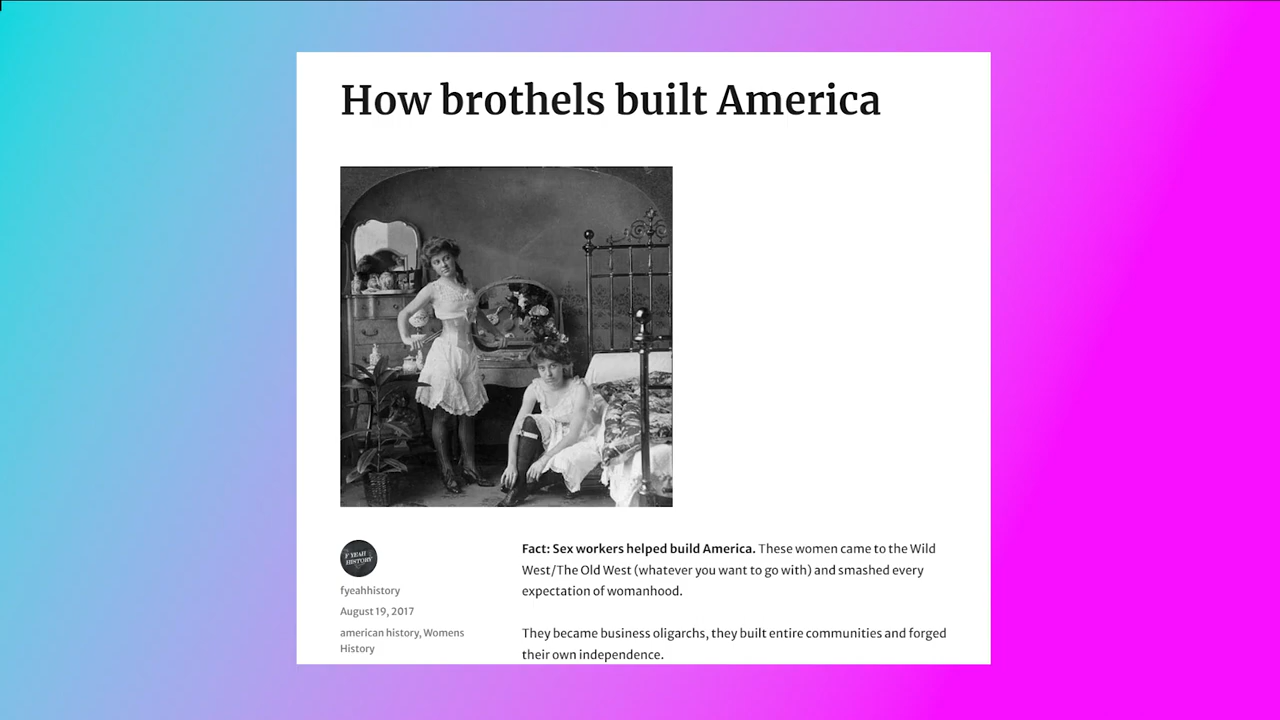 How brothels built America
F YEAH
HISTORY
fyeahhistory
August 19, 2017
american history, Womens
History
Fact: Sex workers helped build America. These women came to the Wild
West/The Old West (whatever you want to go with) and smashed every
expectation of womanhood.
They became business oligarchs, they built entire communities and forged
their own independence.